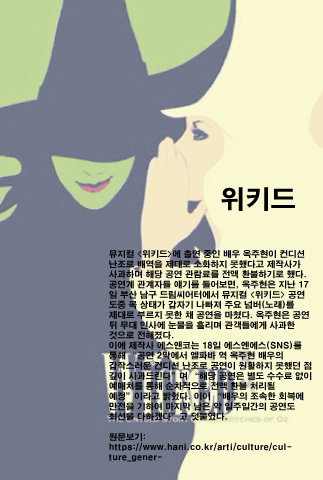 위키드
뮤지컬 <위키드>에 출연 중인 배우 옥주현이 컨디션
난조로 배역을 제대로 소화하지 못했다고 제작사가
사과하며 해당 공연 관람료를 전액 환불하기로 했다.
공연계 관계자들 얘기를 들어보면, 옥주현은 지난 17
일 부산 남구 드림씨어터에서 뮤지컬 <위키드> 공연
도중 목 상태가 갑자기 나빠져 주요 넘버(노래)를
제대로 부르지 못한 채 공연을 마쳤다. 옥주현은 공연
뒤 무대 인사에 눈물을 흘리며 관객들에게 사과한
것으로 전해졌다.
이에 제작사 에스앤코는 18일 에스엔에스(SNS)를
통해 “공연 2막에서 엘파바 역 옥주현 배우의
갑작스러운 컨디션 난조로 공연이 원활하지 못했던 점
깊이 사과드린다”며 “해당 공연은 별도 수수료 없이
예매처를 통해 순차적으로 전액 환불 처리될
예정”이라고 밝혔다. 이어 “배우의 조속한 회복에
만전을 기하며 마지막 남은 약 일주일간의 공연도
최선을 다하겠다”고 덧붙였다.
원문보기:
https://www.hani.co.kr/arti/culture/cul-
ture_gener-